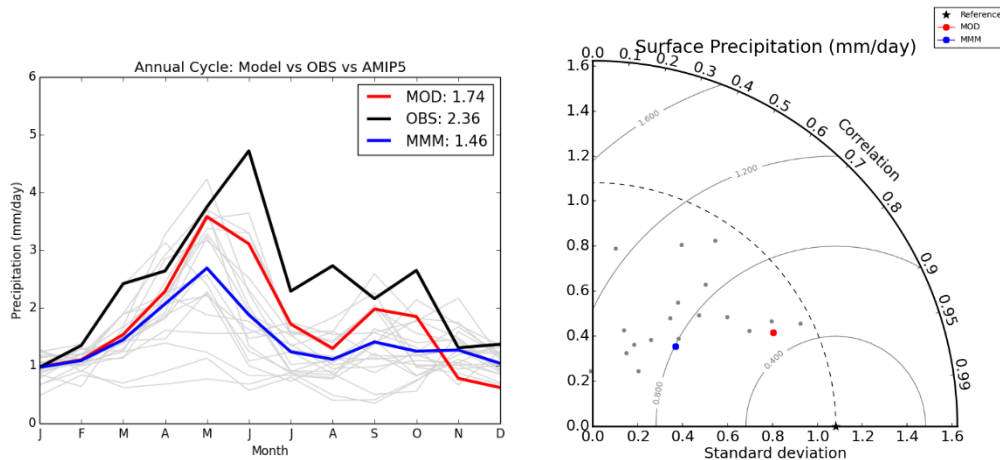 Annual Cycle: Model vs OBS vs AMIP5
MOD: 1.74
OBS: 2.36
MMM: 1.46
Precipitation (mm/day)
6
5
4
3
2
1
0
J F M A M J J A S O N D
Month
Reference
MOD
MMM
Surface Precipitation (mm/day)
0.0 0.1 0.2 0.3 0.4 0.5 0.6 0.7 0.8 0.9 0.95 0.99
Correlation
1.6
1.4
1.2
1.0
0.8
0.6
0.4
0.2
0.0
1.600
1.200
0.800
0.400
0.0 0.2 0.4 0.6 0.8 1.0 1.2 1.4 1.6
Standard deviation